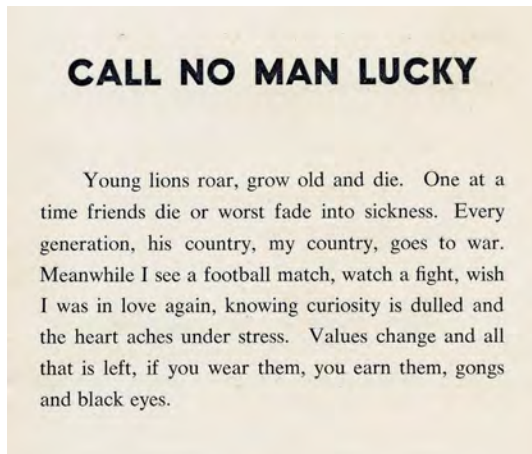 CALL NO MAN LUCKY
Young lions roar, grow old and die. One at a
time friends die or worst fade into sickness. Every
generation, his country, my country, goes to war.
Meanwhile I see a football match, watch a fight, wish
I was in love again, knowing curiosity is dulled and
the heart aches under stress. Values change and all
that is left, if you wear them, you earn them, gongs
and black eyes.